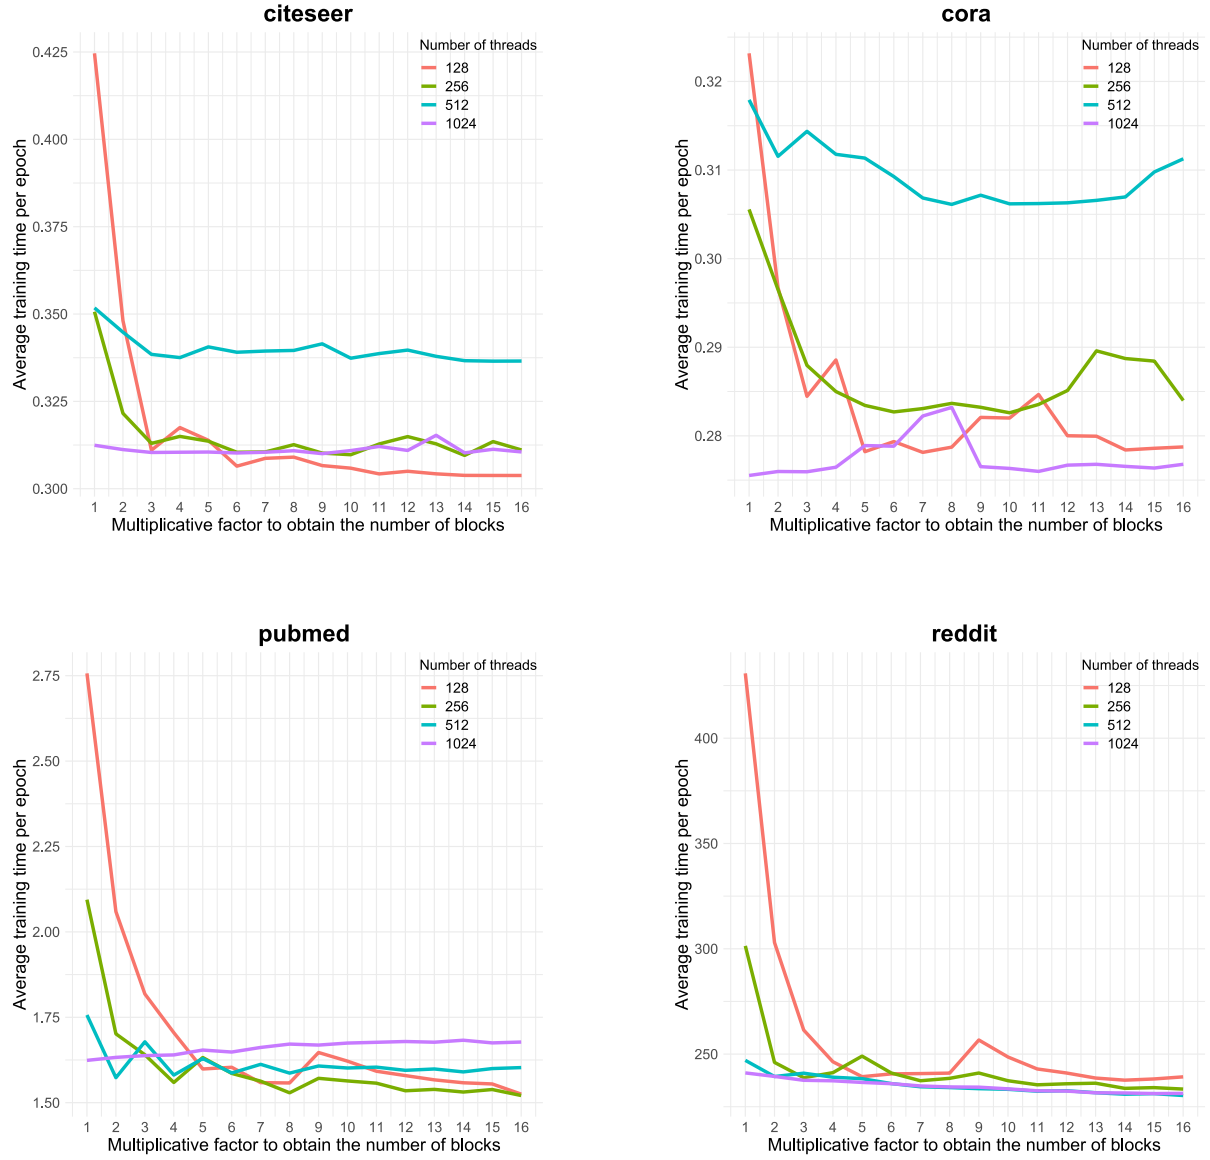 citeseer
Number of threads
128
256
512
1024
0.425
0.400
0.375
0.350
0.325
0.300
Average training time per epoch
1 2 3 4 5 6 7 8 9 10 11 12 13 14 15 16
Multiplicative factor to obtain the number of blocks
cora
Number of threads
128
256
512
1024
0.32
0.31
0.30
0.29
0.28
Average training time per epoch
1 2 3 4 5 6 7 8 9 10 11 12 13 14 15 16
Multiplicative factor to obtain the number of blocks
pubmed
Number of threads
128
256
512
1024
2.75
2.50
2.25
2.00
1.75
1.50
Average training time per epoch
1 2 3 4 5 6 7 8 9 10 11 12 13 14 15 16
Multiplicative factor to obtain the number of blocks
reddit
Number of threads
128
256
512
1024
400
350
300
250
Average training time per epoch
1 2 3 4 5 6 7 8 9 10 11 12 13 14 15 16
Multiplicative factor to obtain the number of blocks